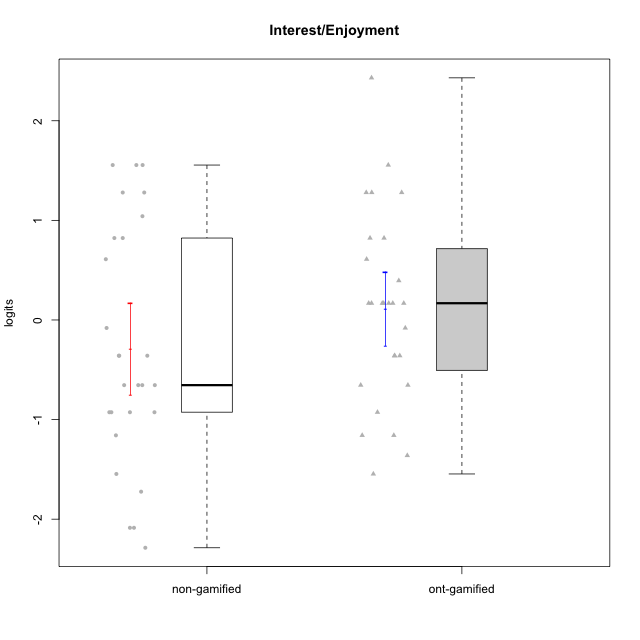 Interest/Enjoyment
logits
2
1
0
-1
-2
non-gamified
ont-gamified